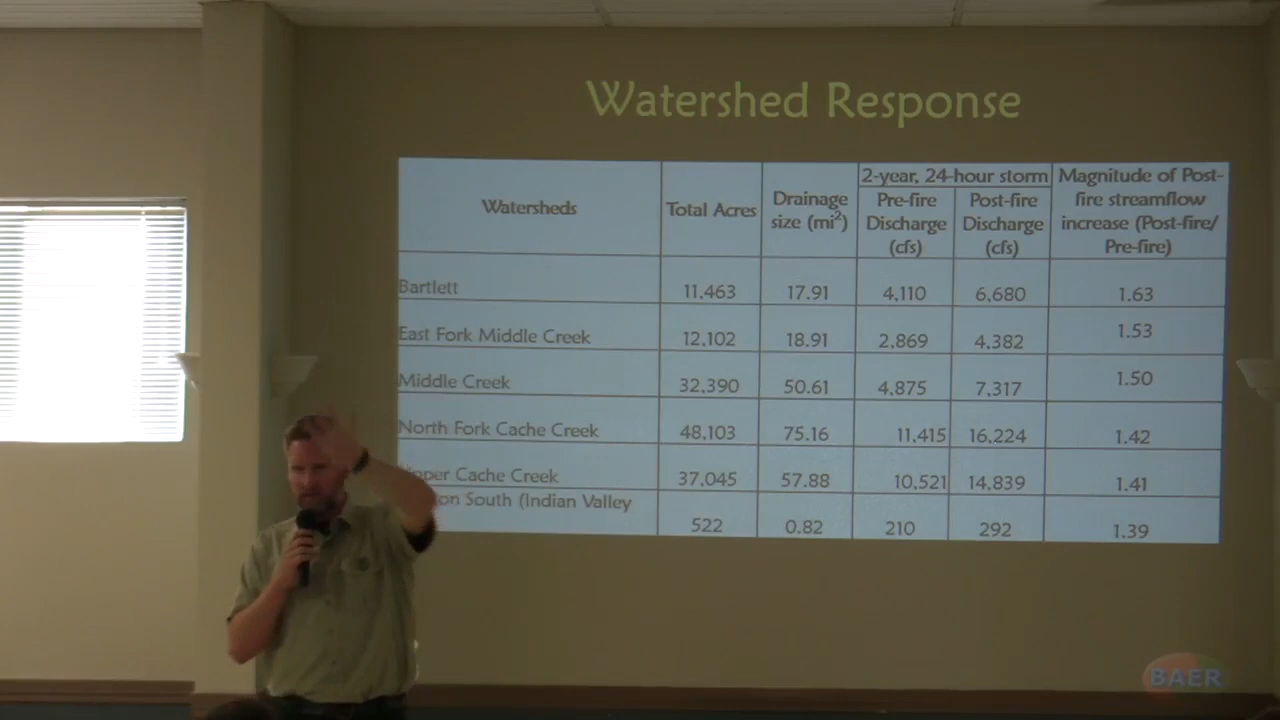 Watershed Response
Watersheds
Total Acres
Drainage
size (mi²)
2-year, 24-hour storm
Pre-fire
Discharge
(cfs)
Post-fire
Discharge
(cfs)
Magnitude of Post-
fire streamflow
increase (Post-fire/
Pre-fire)
Bartlett 11,463 17.91 4,110 6,680 1.63
East Fork Middle Creek 12,102 18.91 2,869 4,382 1.53
Middle Creek 32,390 50.61 4,875 7,317 1.50
North Fork Cache Creek 48,103 75.16 11,415 16,224 1.42
Upper Cache Creek 37,045 57.88 10,521 14,839 1.41
South (Indian Valley
522 0.82 210 292 1.39
BAER